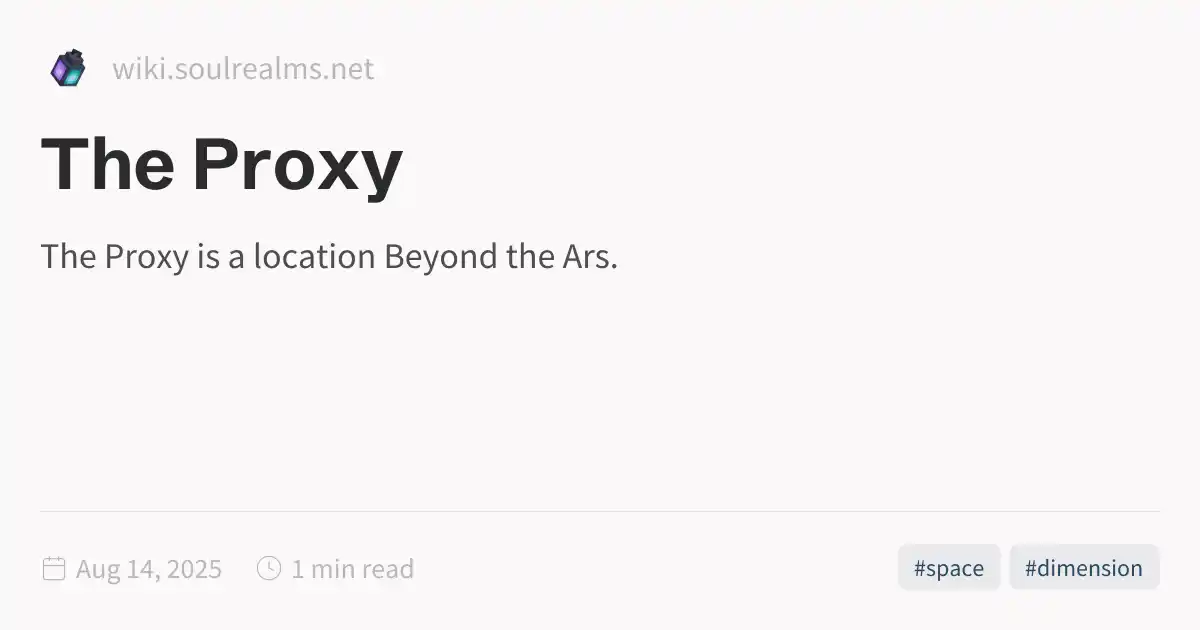 wiki.soulrealms.net
The Proxy
The Proxy is a location Beyond the Ars.
Aug 14, 2025 1 min read #space #dimension